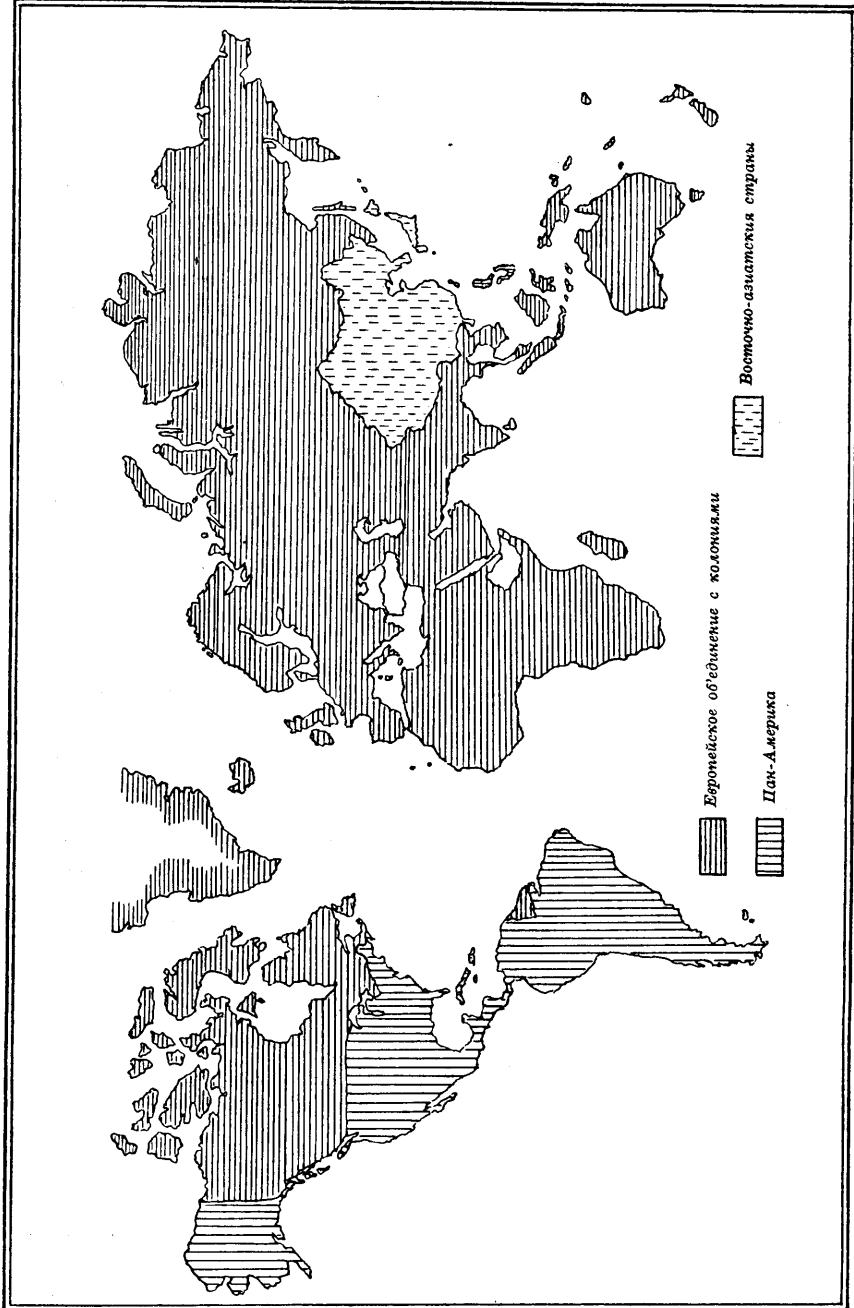 Европейское об'единение с колониями
Пан-Америка
Восточно-азиатския страны